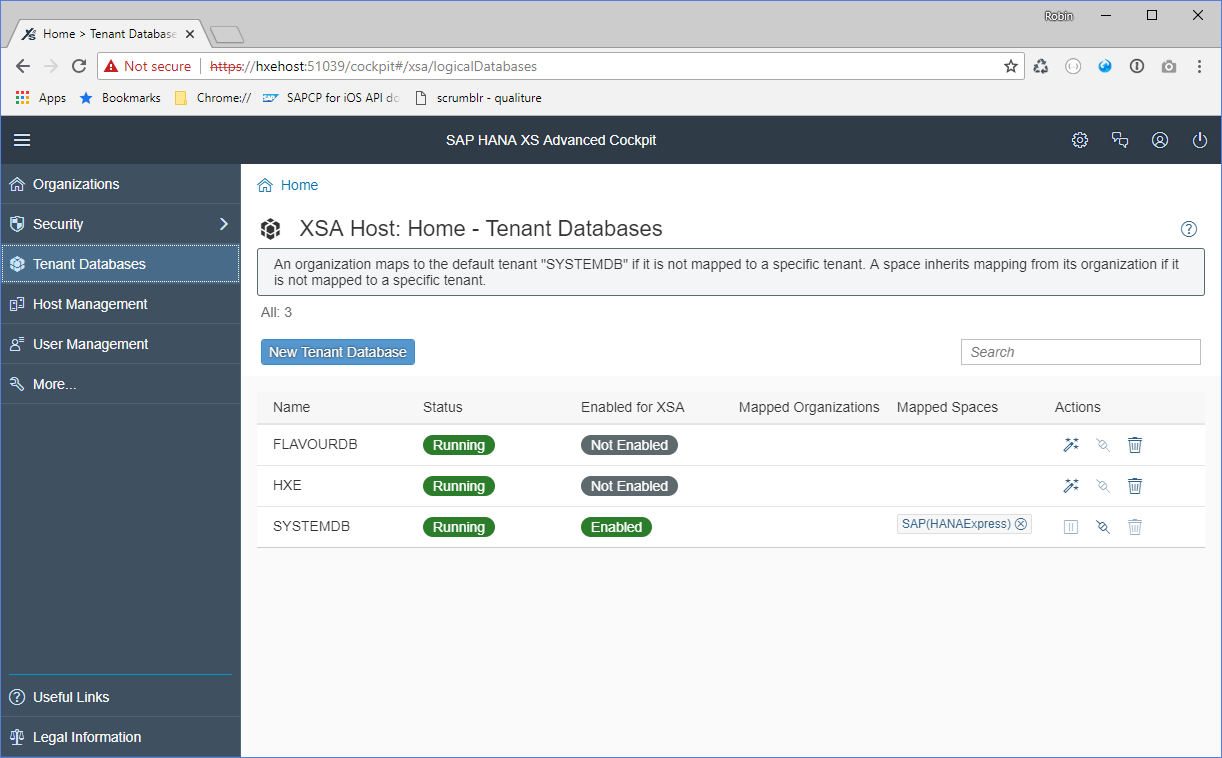 Robin
Home > Tenant Database
Not secure https://hxehost:51039/cockpit#/xsa/logicalDatabases
Apps Bookmarks Chrome:// SAPCP for iOS API do scrumblr - qualiture
SAP HANA XS Advanced Cockpit
Organizations
Security
Tenant Databases
Host Management
User Management
More...
Useful Links
Legal Information
Home
XSA Host: Home - Tenant Databases
An organization maps to the default tenant "SYSTEMDB" if it is not mapped to a specific tenant. A space inherits mapping from its organization if it
is not mapped to a specific tenant.
All: 3
New Tenant Database Search
Name Status Enabled for XSA Mapped Organizations Mapped Spaces Actions
FLAVOURDB Running Not Enabled
HXE Running Not Enabled
SYSTEMDB Running Enabled SAP(HANAExpress)